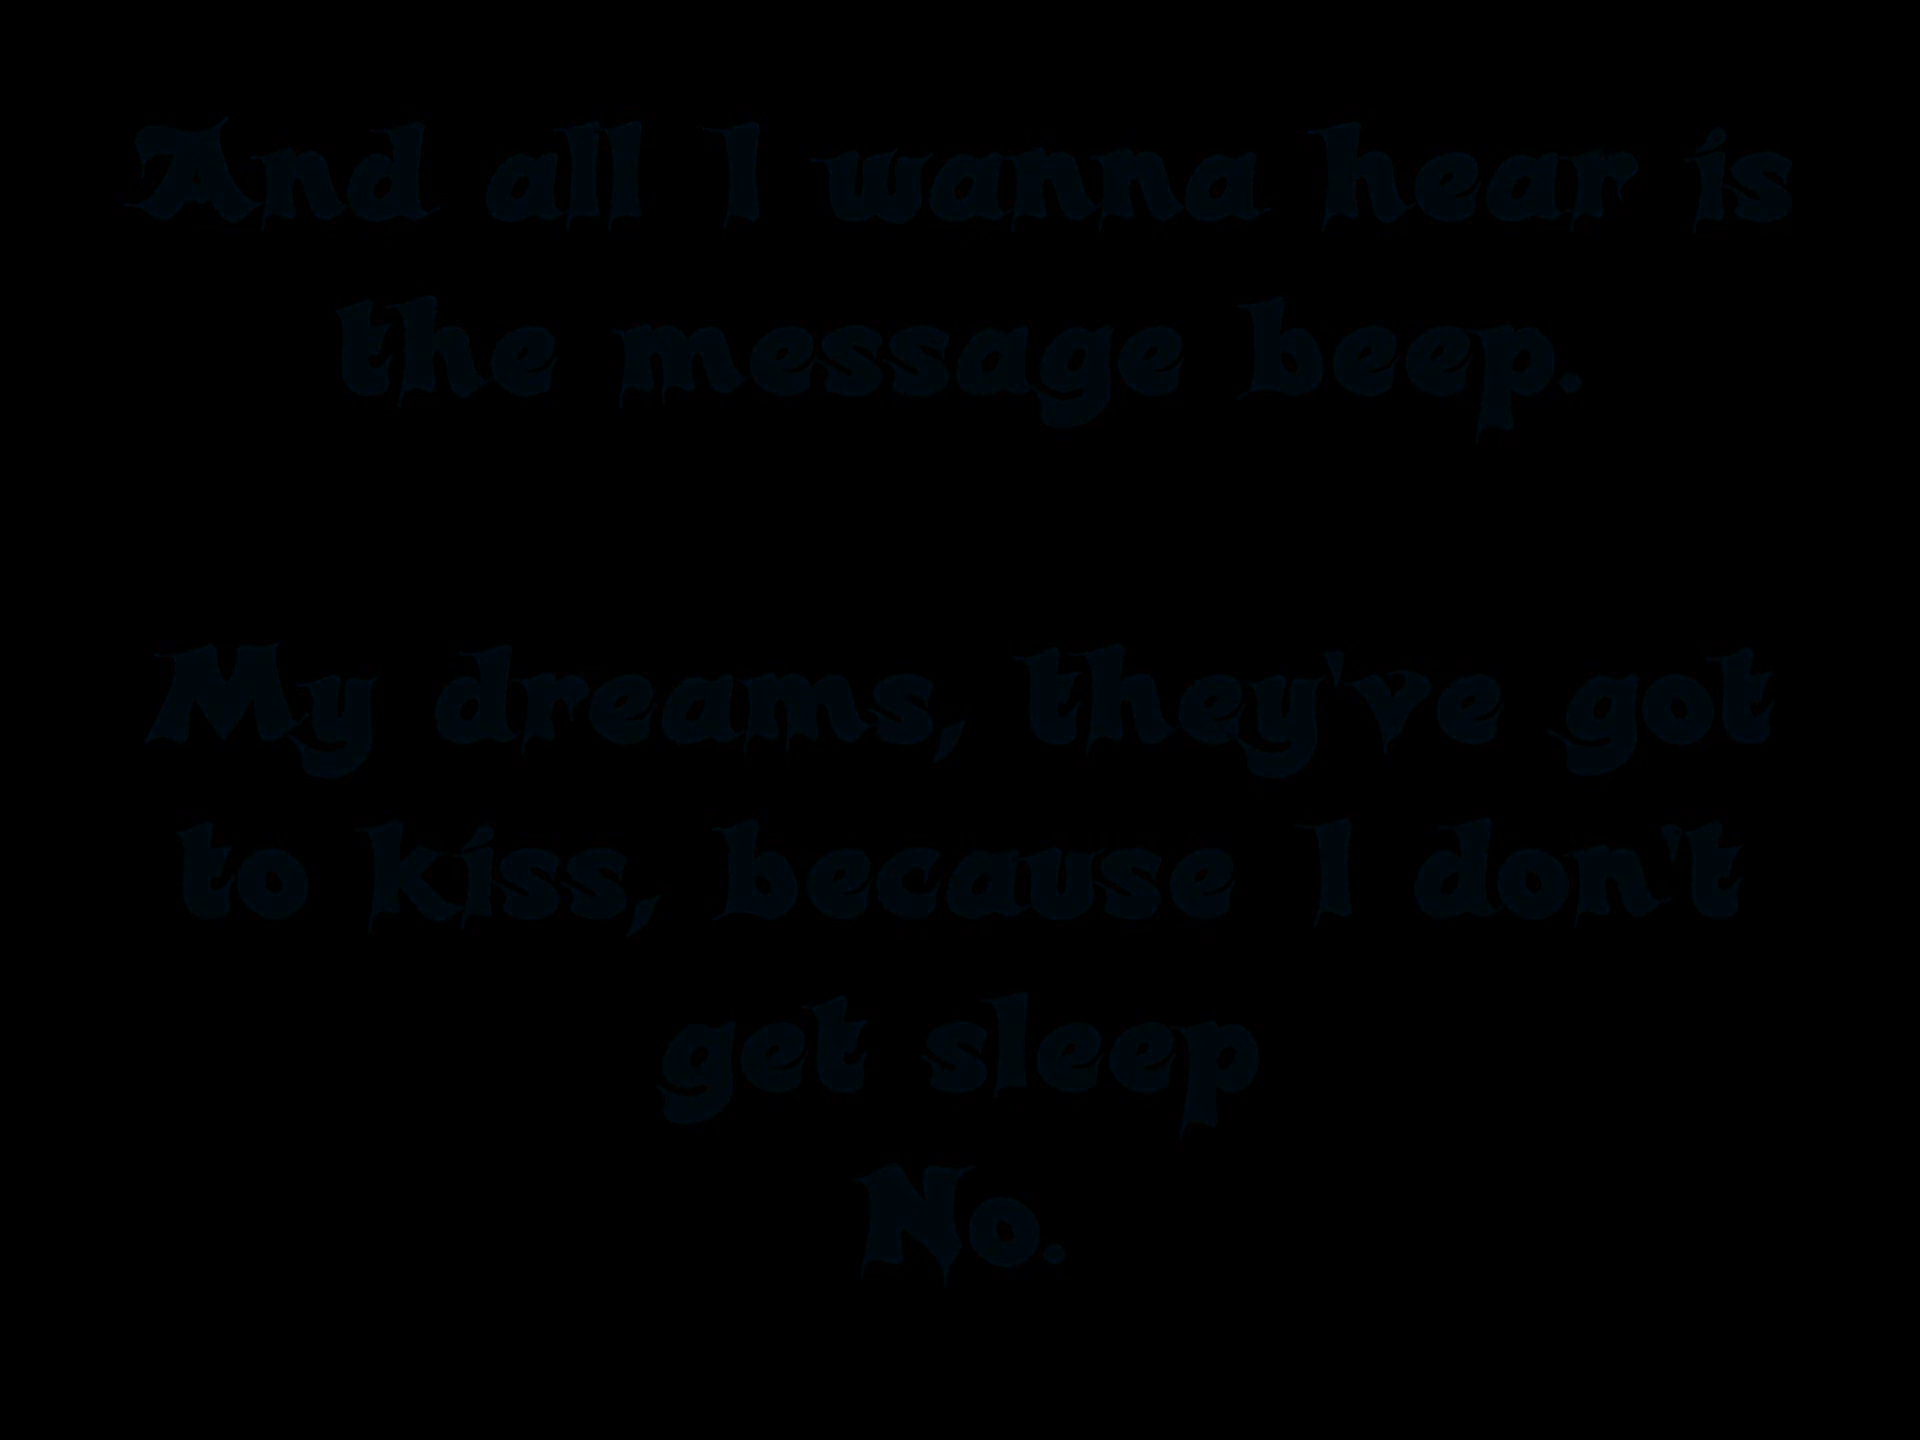 And all I wanna hear is
the message beep.
My dreams, they've got
to kiss, because I don't
get sleep
No.